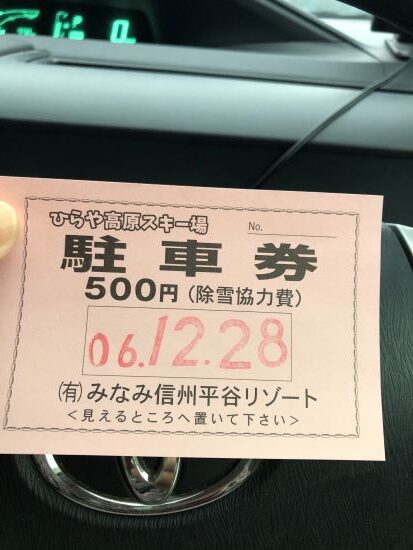 ひらや高原スキー場
No.
駐車券
500円（除雪協力費）
06.12.28
㈲みなみ信州平谷リゾート
＜見えるところへ置いて下さい＞